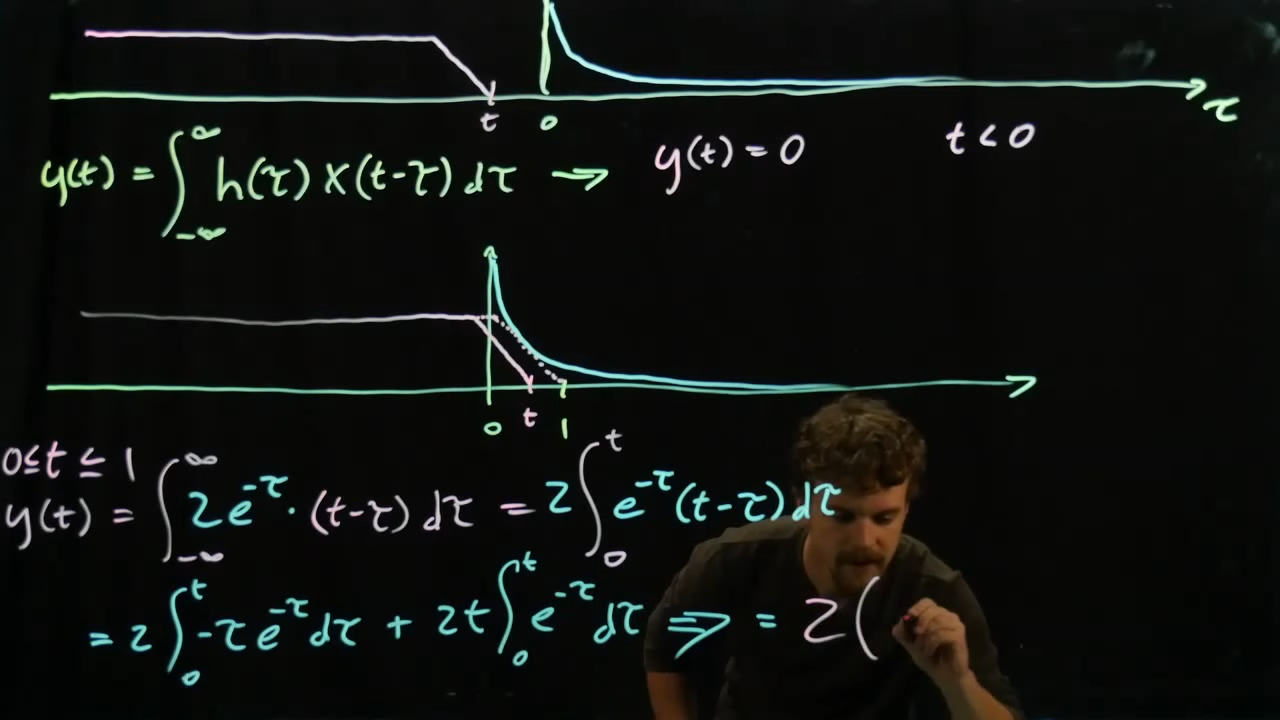 t 0 τ
y(t) = ∫_{-∞}^{∞} h(τ) x(t-τ) dτ → y(t) = 0 t < 0
0 t 1
0 ≤ t ≤ 1
y(t) = ∫_{-∞}^{∞} 2e^{-τ} · (t-τ) dτ = 2 ∫_{0}^{t} e^{-τ} (t-τ) dτ
= 2 ∫_{0}^{t} -τ e^{-τ} dτ + 2t ∫_{0}^{t} e^{-τ} dτ ⇒ = 2(